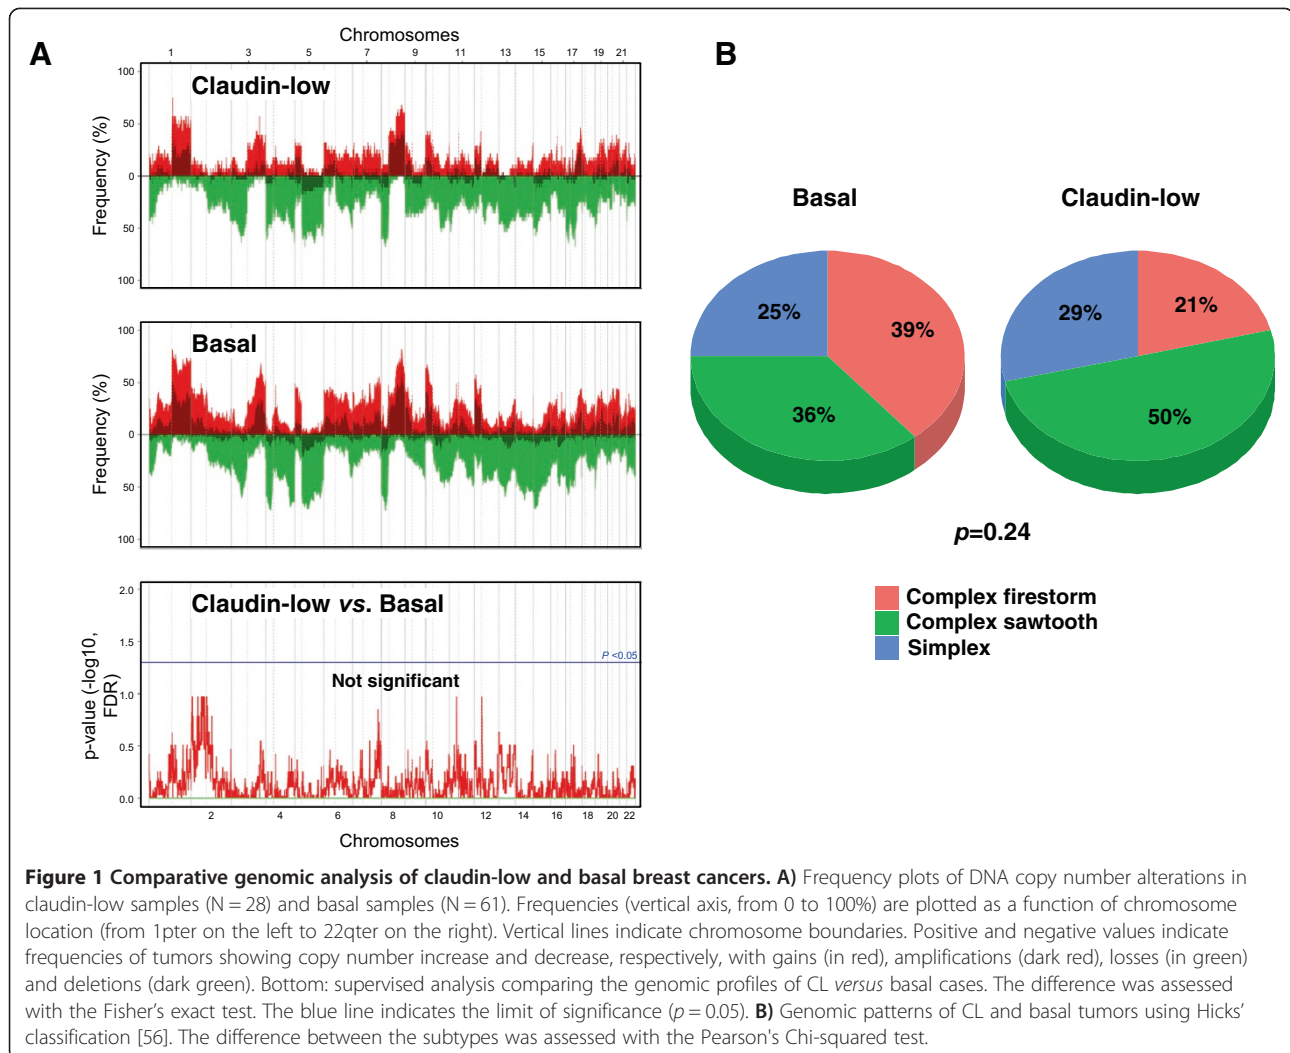 A
Chromosomes
1 3 5 7 9 11 13 15 17 19 21
Claudin-low
100
50
0
50
100
Frequency (%)
Basal
100
50
0
50
100
Frequency (%)
Claudin-low vs. Basal
2.0
1.5
1.0
0.5
0.0
p-value (-log10,
FDR)
P <0.05
Not significant
2 4 6 8 10 12 14 16 18 20 22
Chromosomes
B
Basal Claudin-low
25% 39% 36%
29% 21% 50%
p=0.24
Complex firestorm
Complex sawtooth
Simplex
Figure 1 Comparative genomic analysis of claudin-low and basal breast cancers. A) Frequency plots of DNA copy number alterations in
claudin-low samples (N = 28) and basal samples (N = 61). Frequencies (vertical axis, from 0 to 100%) are plotted as a function of chromosome
location (from 1pter on the left to 22qter on the right). Vertical lines indicate chromosome boundaries. Positive and negative values indicate
frequencies of tumors showing copy number increase and decrease, respectively, with gains (in red), amplifications (dark red), losses (in green)
and deletions (dark green). Bottom: supervised analysis comparing the genomic profiles of CL versus basal cases. The difference was assessed
with the Fisher's exact test. The blue line indicates the limit of significance (p = 0.05). B) Genomic patterns of CL and basal tumors using Hicks'
classification [56]. The difference between the subtypes was assessed with the Pearson's Chi-squared test.